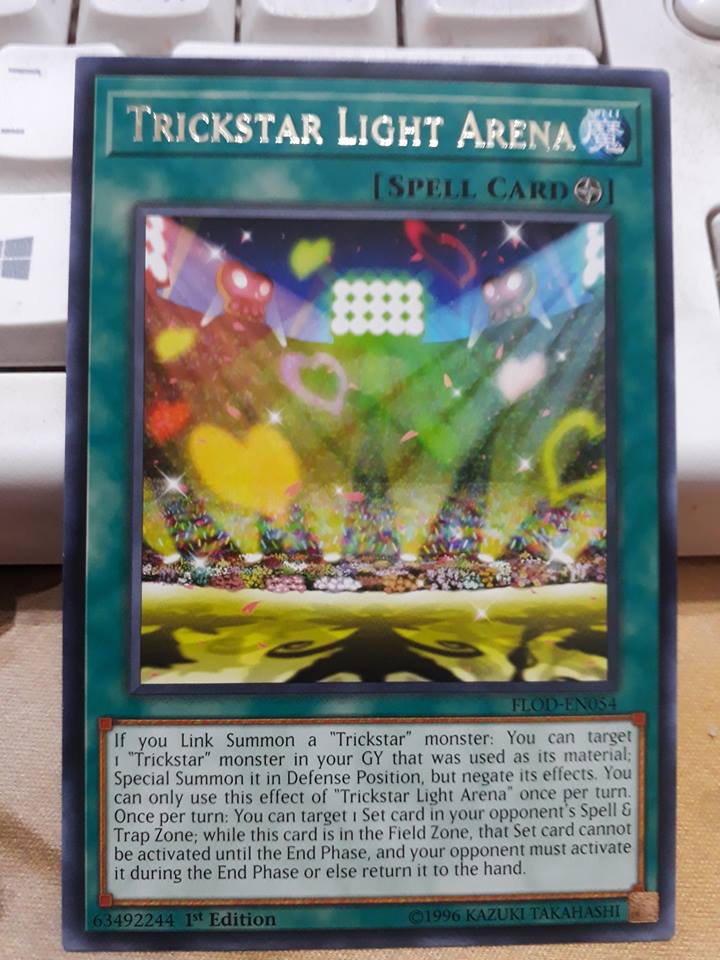 TRICKSTAR LIGHT ARENA
SPELL
魔
[SPELL CARD]
FLOD-EN054
If you Link Summon a "Trickstar" monster: You can target
1 "Trickstar" monster in your GY that was used as its material;
Special Summon it in Defense Position, but negate its effects. You
can only use this effect of "Trickstar Light Arena" once per turn.
Once per turn: You can target 1 Set card in your opponent's Spell &
Trap Zone; while this card is in the Field Zone, that Set card cannot
be activated until the End Phase, and your opponent must activate
it during the End Phase or else return it to the hand.
63492244 1st Edition
©1996 KAZUKI TAKAHASHI